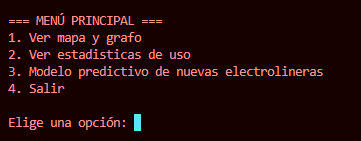 === MENÚ PRINCIPAL ===
1. Ver mapa y grafo
2. Ver estadisticas de uso
3. Modelo predictivo de nuevas electrolineras
4. Salir
Elige una opción: